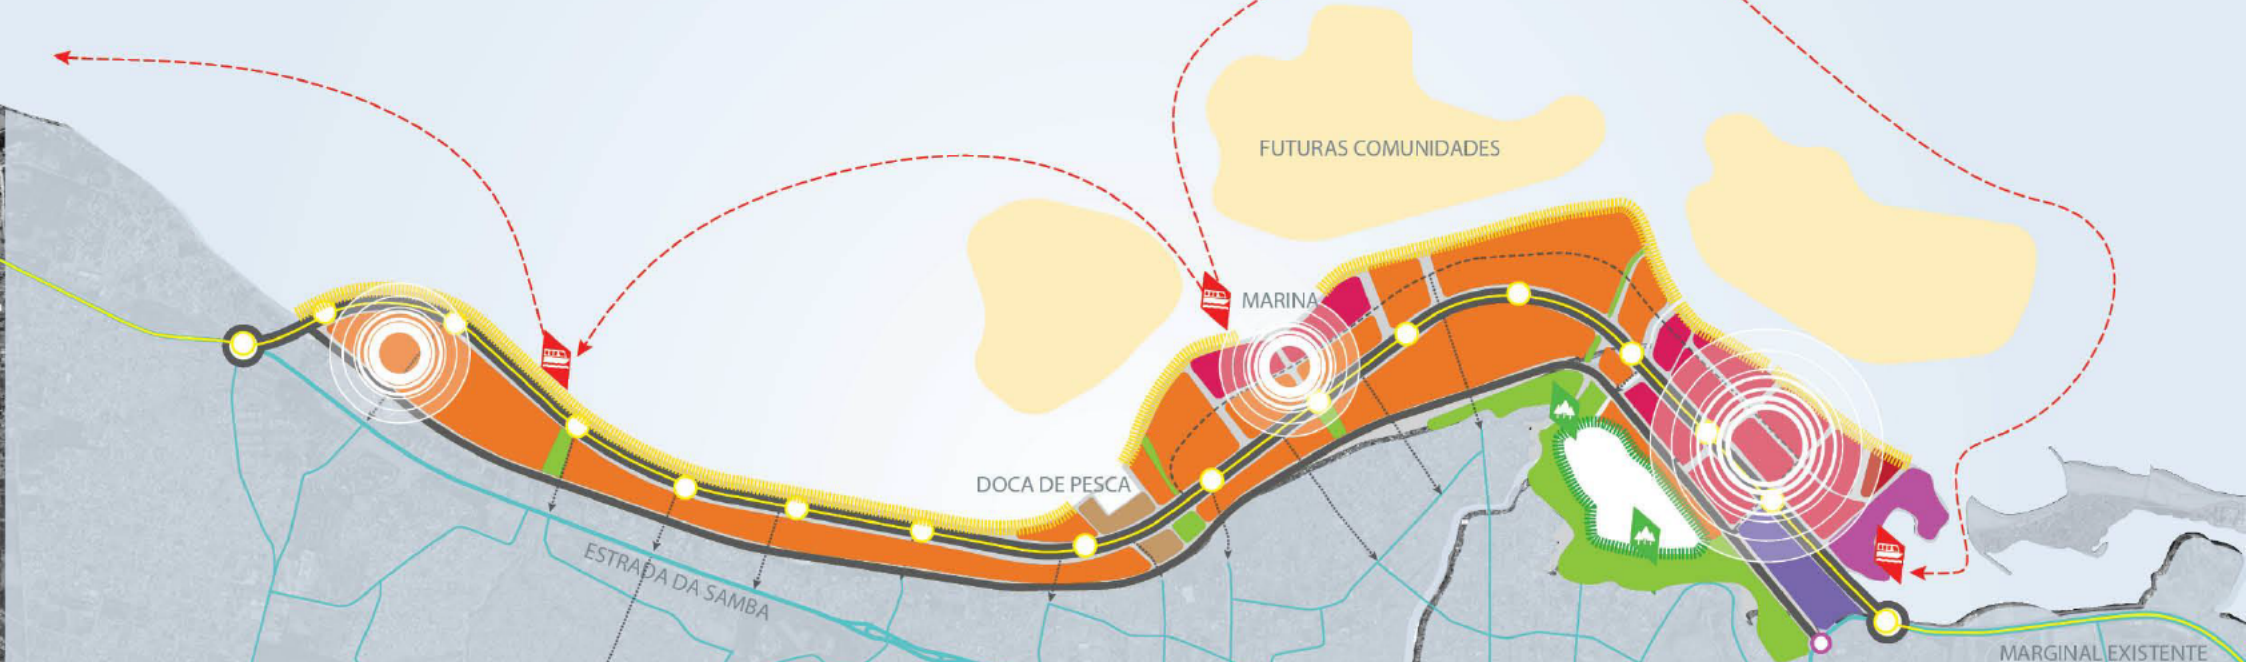 FUTURAS COMUNIDADES
MARINA
DOCA DE PESCA
ESTRADA DA SAMBA
MARGINAL EXISTENTE